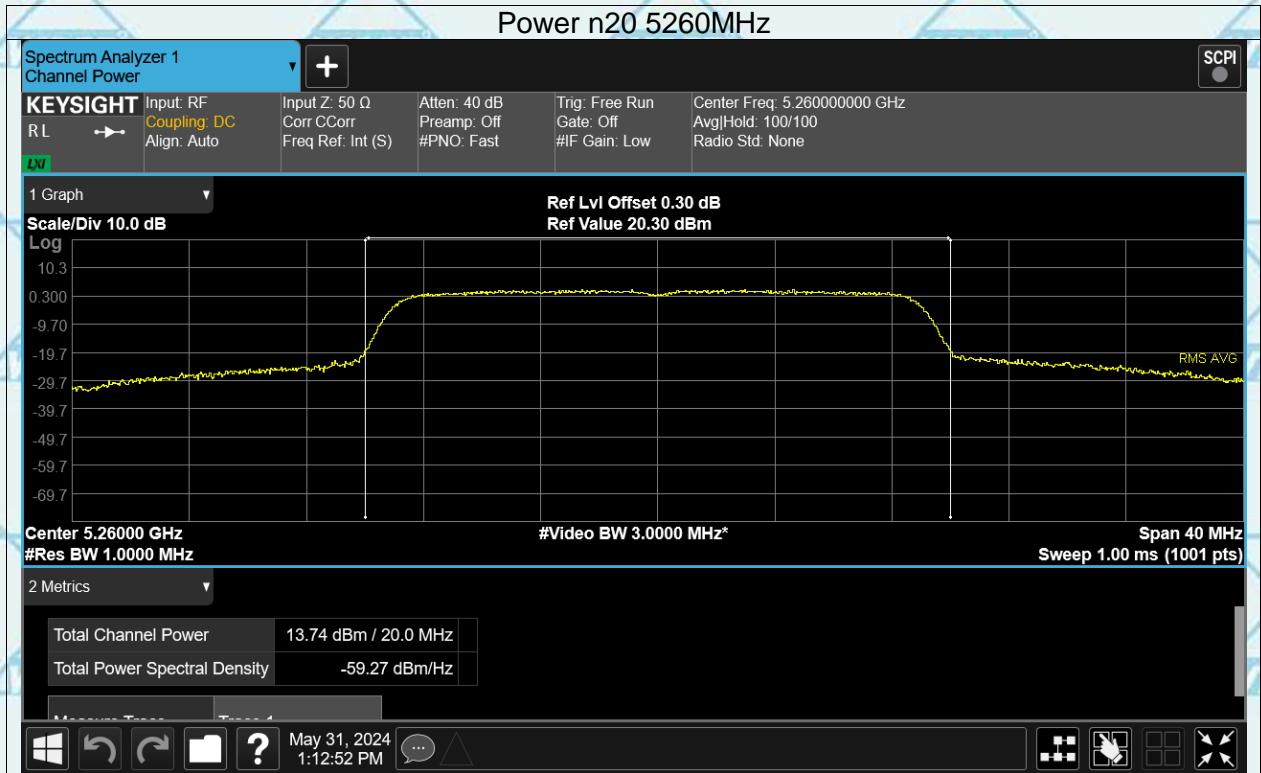 Power n20 5260MHz
Spectrum Analyzer 1
Channel Power
SCPI
KEYSIGHT
R L
LXI
Input: RF
Coupling: DC
Align: Auto
Input Z: 50 Ω
Corr CCorr
Freq Ref: Int (S)
Atten: 40 dB
Preamp: Off
#PNO: Fast
Trig: Free Run
Gate: Off
#IF Gain: Low
Center Freq: 5.260000000 GHz
Avg|Hold: 100/100
Radio Std: None
1 Graph
Scale/Div 10.0 dB
Ref Lvl Offset 0.30 dB
Ref Value 20.30 dBm
Log
10.3
0.300
-9.70
-19.7
RMS AVG
-29.7
-39.7
-49.7
-59.7
-69.7
Center 5.26000 GHz
#Video BW 3.0000 MHz*
Span 40 MHz
#Res BW 1.0000 MHz
Sweep 1.00 ms (1001 pts)
2 Metrics
Total Channel Power 13.74 dBm / 20.0 MHz
Total Power Spectral Density -59.27 dBm/Hz
Measure Trace Trace 1
?
May 31, 2024
1:12:52 PM